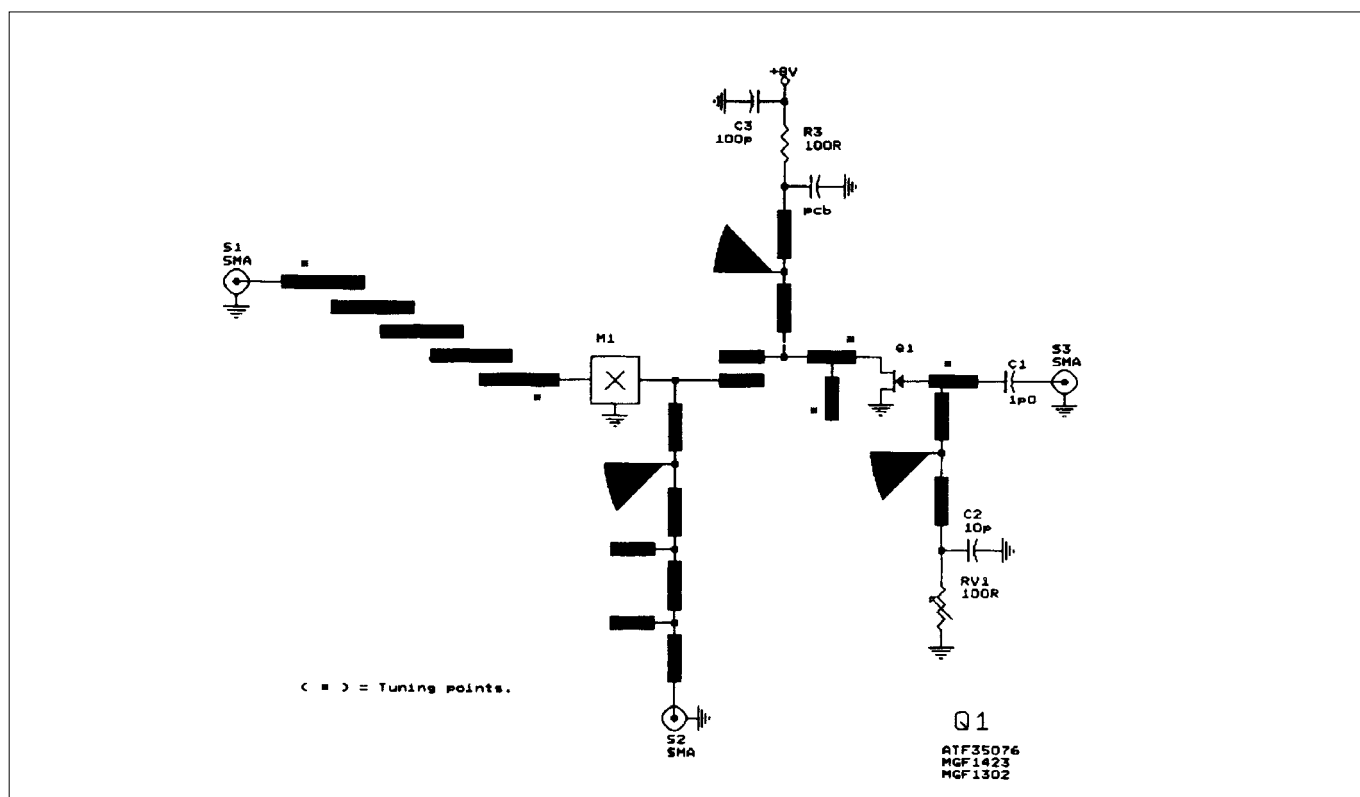 C3
100p
R3
100R
pcb
S1
SMA
M1
Q1
C1
1p0
S3
SMA
C2
10p
RV1
100R
( ■ ) = Tuning points.
S2
SMA
Q1
ATF35076
MGF1423
MGF1302